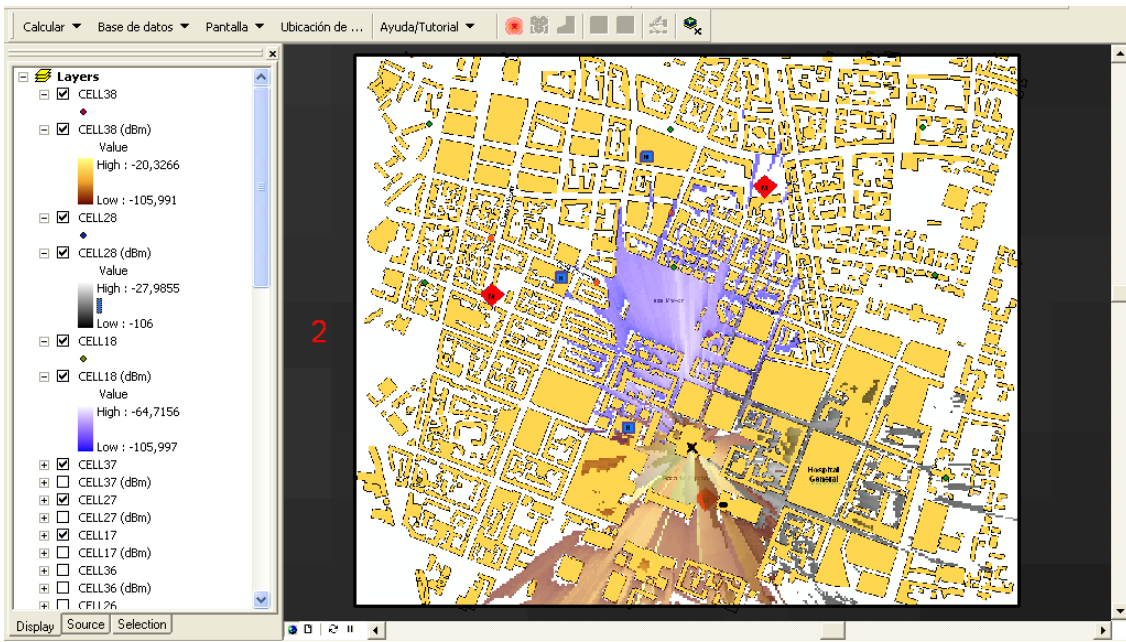 Calcular Base de datos Pantalla Ubicación de ... Ayuda/Tutorial
Layers
CELL38
CELL38 (dBm)
Value
High : -20,3266
Low : -105,991
CELL28
CELL28 (dBm)
Value
High : -27,9855
Low : -106
CELL18
CELL18 (dBm)
Value
High : -64,7156
Low : -105,997
CELL37
CELL37 (dBm)
CELL27
CELL27 (dBm)
CELL17
CELL17 (dBm)
CELL36
CELL36 (dBm)
CELL26
Display Source Selection
2
Hospital
General